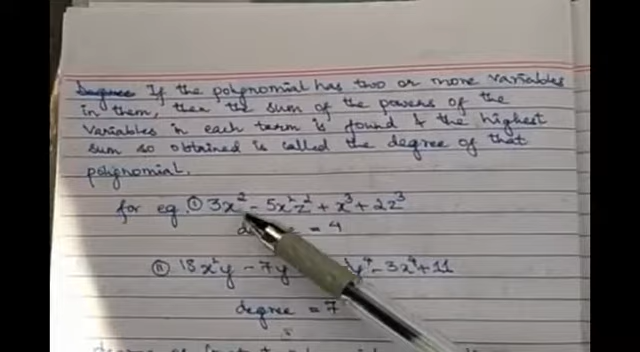 Degree If the polynomial has two or more variables
in them, then the sum of the powers of the
variables in each term is found & the highest
sum so obtained is called the degree of that
polynomial.
for eg. ① 3x² - 5x²z² + x³ + 2z³
= 4
ⓘⓘ 18x²y - 7y y⁴ - 3x⁴ + 11
degree = 7